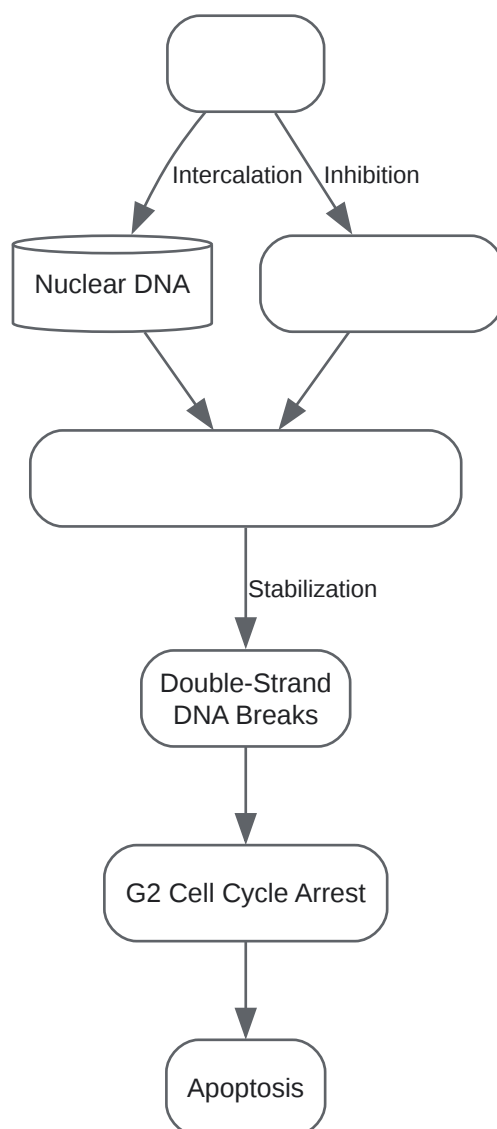 Intercalation
Inhibition
Nuclear DNA
Stabilization
Double-Strand
DNA Breaks
G2 Cell Cycle Arrest
Apoptosis